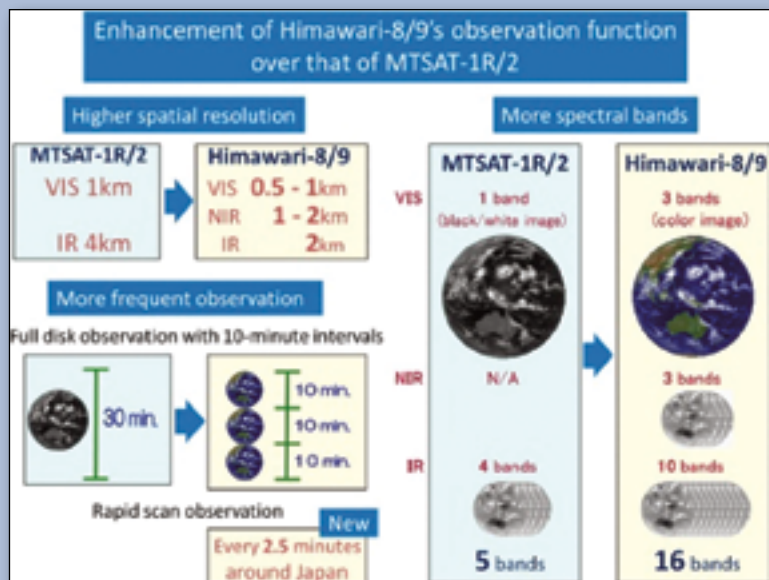 Enhancement of Himawari-8/9's observation function
over that of MTSAT-1R/2
Higher spatial resolution
MTSAT-1R/2
VIS 1km
IR 4km
Himawari-8/9
VIS 0.5 - 1km
NIR 1 - 2km
IR 2km
More frequent observation
Full disk observation with 10-minute intervals
30 min.
10 min.
10 min.
10 min.
Rapid scan observation
New
Every 2.5 minutes
around Japan
More spectral bands
MTSAT-1R/2
Himawari-8/9
VIS
1 band
(black/white image)
3 bands
(color image)
NIR
N/A
3 bands
IR
4 bands
10 bands
5 bands
16 bands